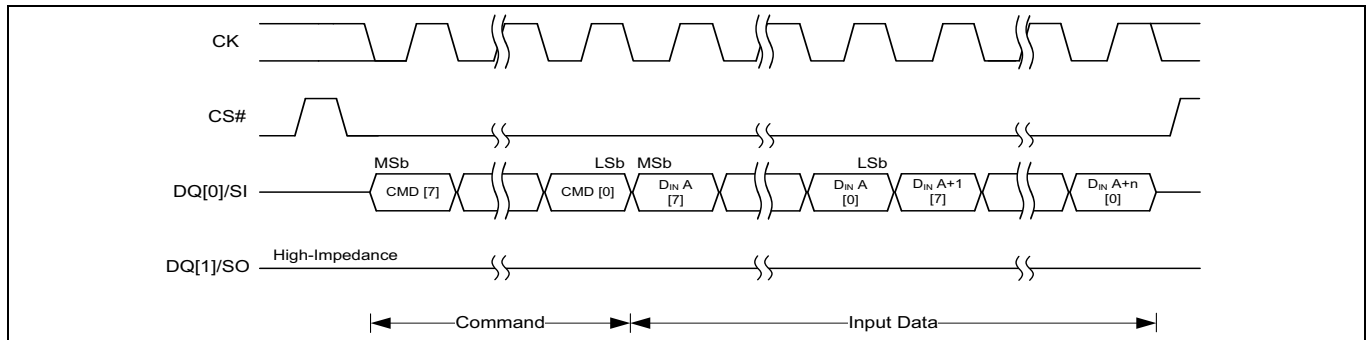 CK
CS#
MSb LSb MSb LSb
DQ[0]/SI CMD [7] CMD [0] DIN A [7] DIN A [0] DIN A+1 [7] DIN A+n [0]
High-Impedance
DQ[1]/SO
Command Input Data